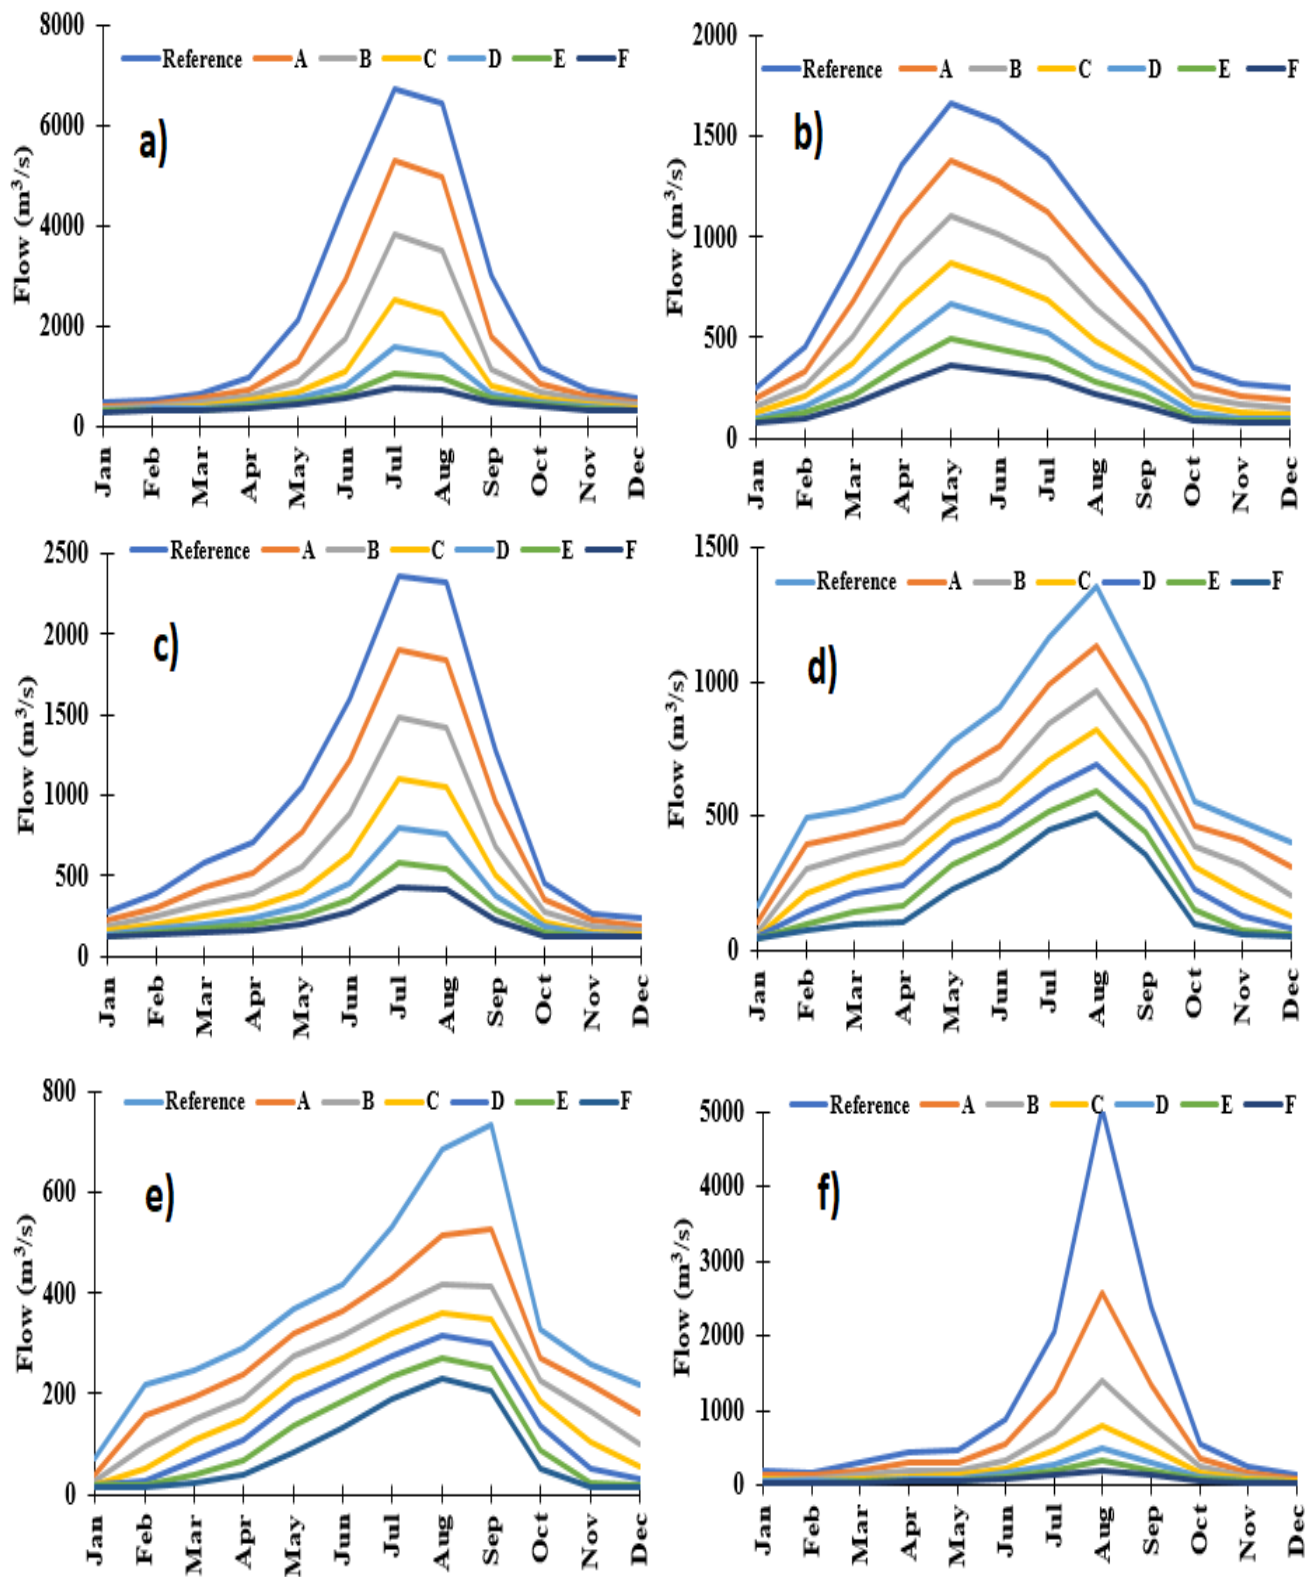 a)
Flow (m³/s)
8000
6000
4000
2000
0
Reference A B C D E F
Jan Feb Mar Apr May Jun Jul Aug Sep Oct Nov Dec
b)
Flow (m³/s)
2000
1500
1000
500
0
Reference A B C D E F
Jan Feb Mar Apr May Jun Jul Aug Sep Oct Nov Dec
c)
Flow (m³/s)
2500
2000
1500
1000
500
0
Reference A B C D E F
Jan Feb Mar Apr May Jun Jul Aug Sep Oct Nov Dec
d)
Flow (m³/s)
1500
1000
500
0
Reference A B C D E F
Jan Feb Mar Apr May Jun Jul Aug Sep Oct Nov Dec
e)
Flow (m³/s)
800
600
400
200
0
Reference A B C D E F
Jan Feb Mar Apr May Jun Jul Aug Sep Oct Nov Dec
f)
Flow (m³/s)
5000
4000
3000
2000
1000
0
Reference A B C D E F
Jan Feb Mar Apr May Jun Jul Aug Sep Oct Nov Dec